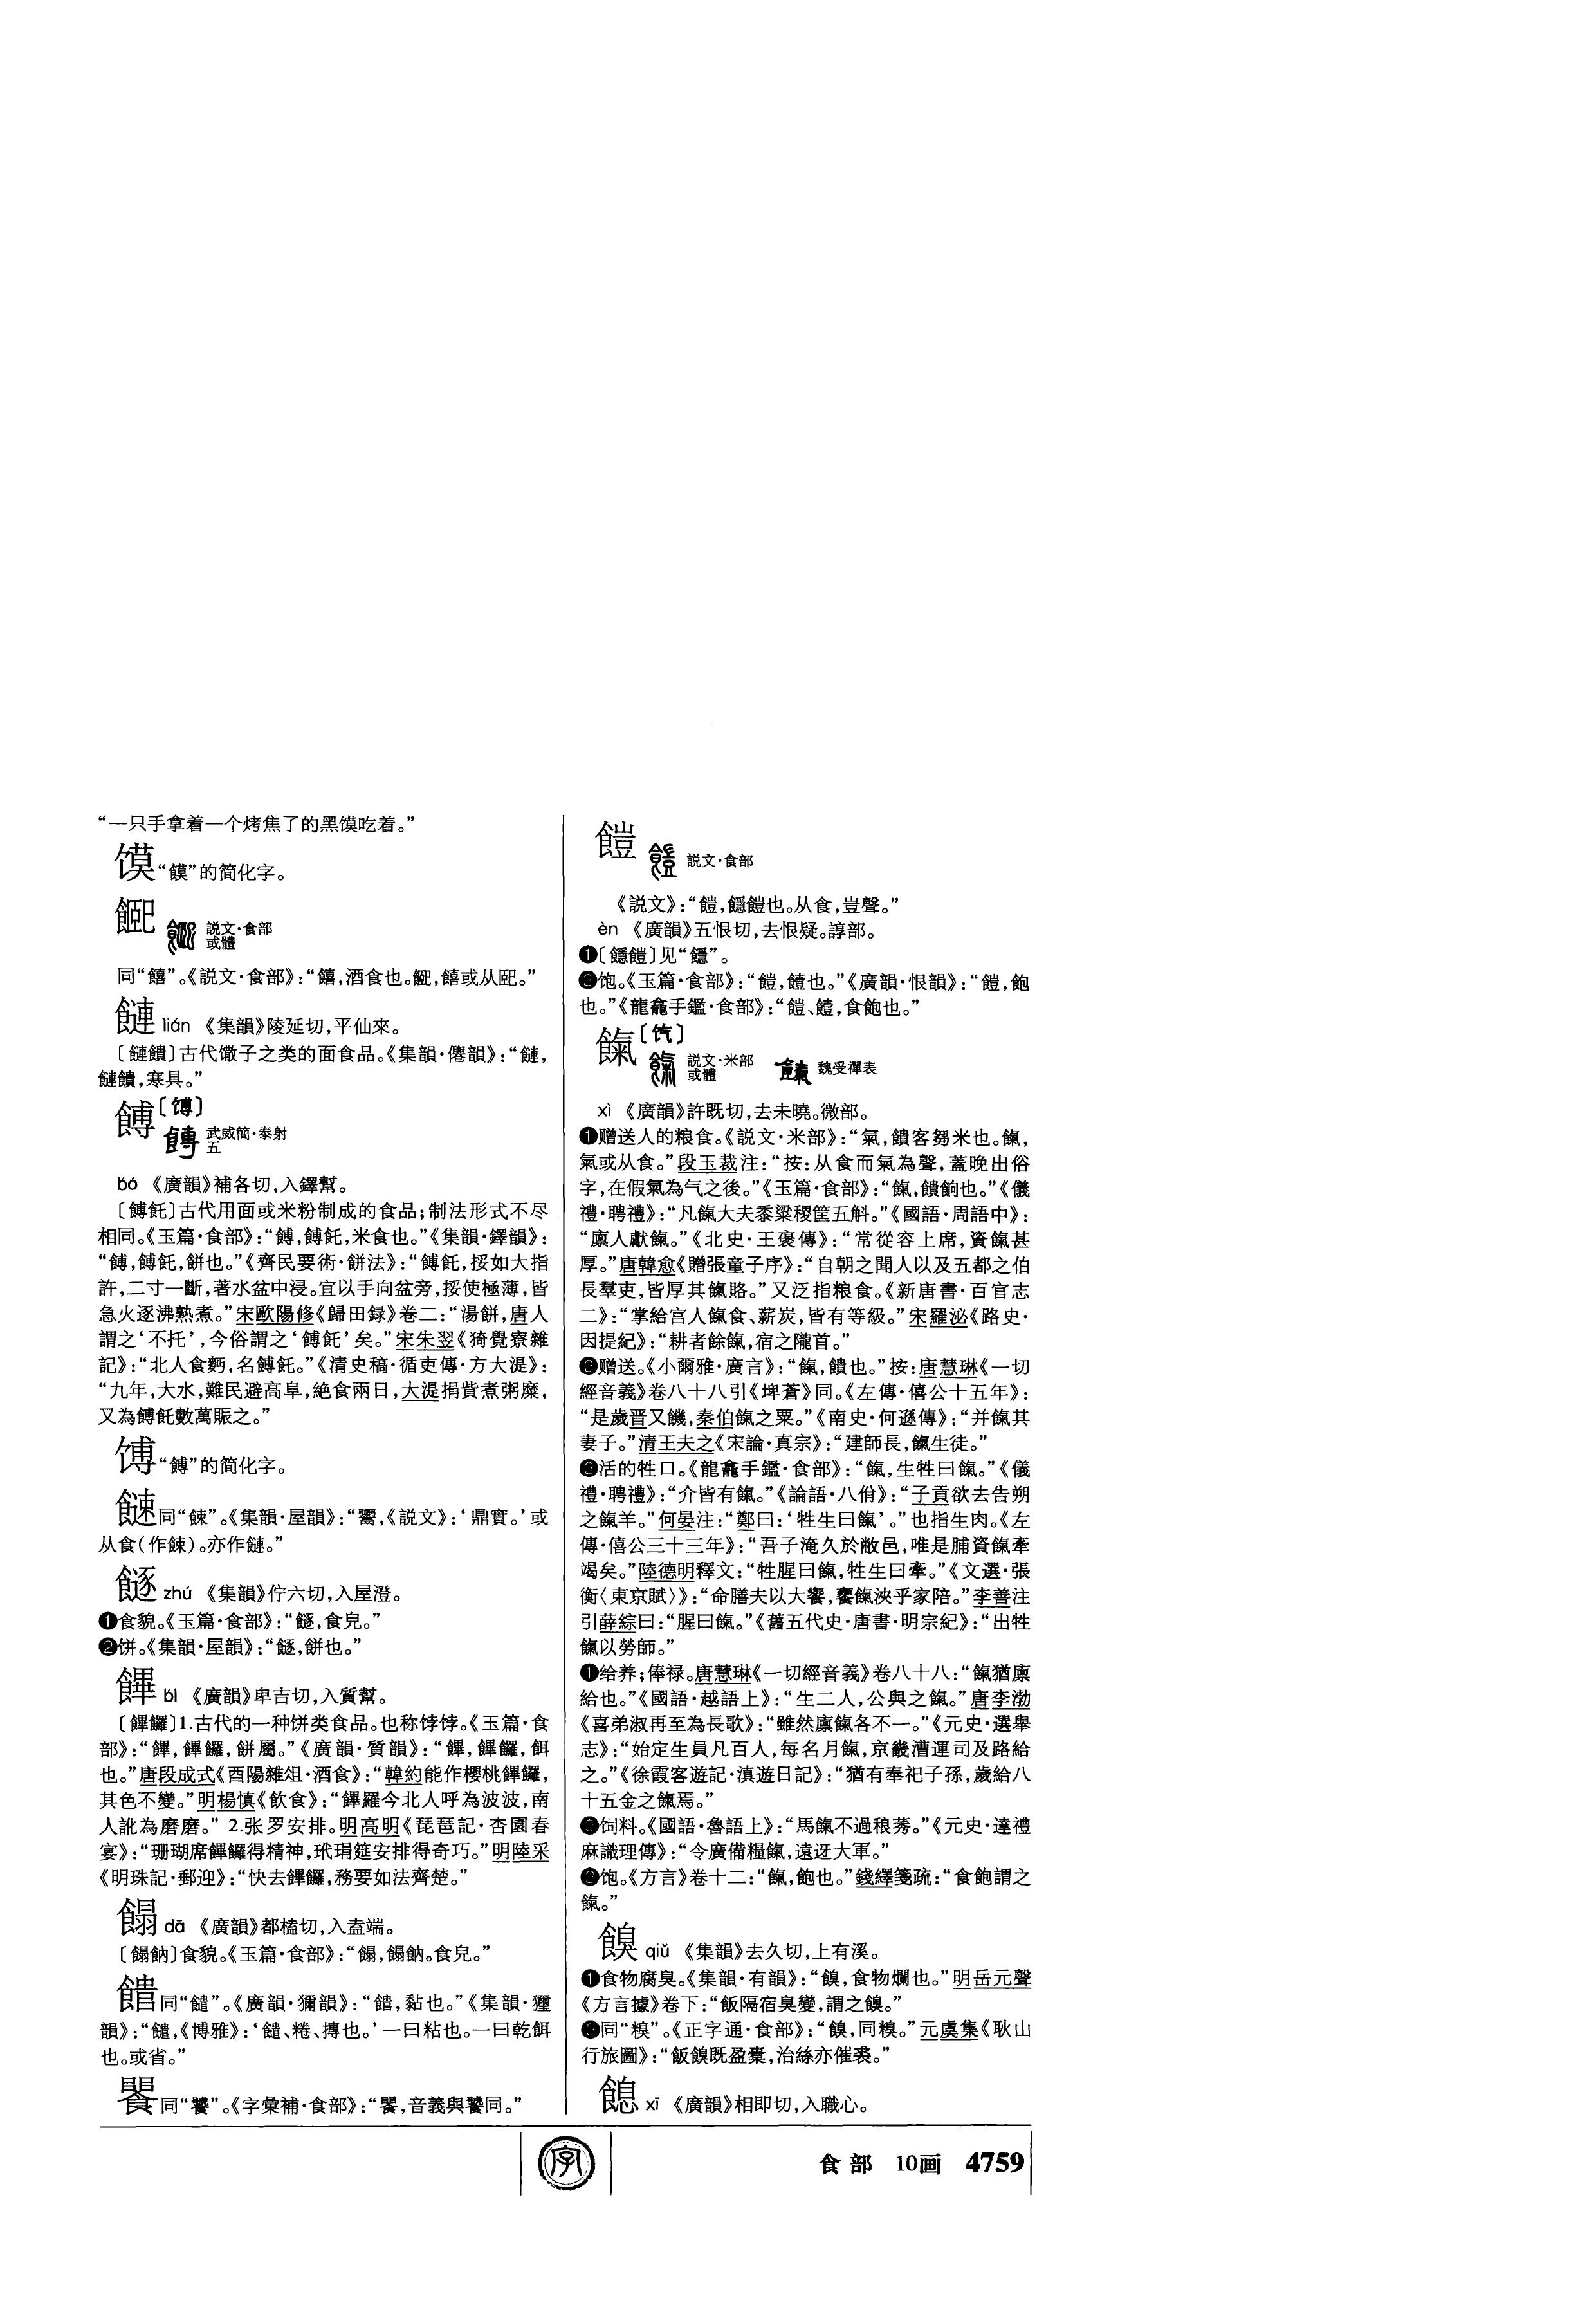 “一只手拿着一个烤焦了的黑馍吃着。”
馍“饃”的简化字。
䬣 説文·食部
或體
同“饎”。《説文·食部》：“饎，酒食也。䬣，饎或从巸。”
䭑 lián 《集韻》陵延切，平仙來。
〔䭑䭔〕古代馓子之类的面食品。《集韻·僊韻》：“䭑，
寒具。”
餺〔馎〕
武威簡·泰射
五
bó 《廣韻》補各切，入鐸幫。
〔餺飥〕古代用面或米粉制成的食品；制法形式不尽
相同。《玉篇·食部》：“餺，餺飥，米食也。”《集韻·鐸韻》：
“餺，餺飥，餅也。”《齊民要術·餅法》：“餺飥，挼如大指
許，二寸一斷，著水盆中浸。宜以手向盆旁，挼使極薄，皆
急火逐沸熟煮。”宋歐陽修《歸田録》卷二：“湯餅，唐人
謂之‘不托’，今俗謂之‘餺飥’矣。”宋朱翌《猗覺寮雜
記》：“北人食麪，名餺飥。”《清史稿·循吏傳·方大湜》：
“九年，大水，難民避高阜，絶食兩日，大湜捐貲煮粥糜，
又為餺飥數萬賑之。”
馎“餺”的简化字。
同“餗”。《集韻·屋韻》：“鬻，《説文》：‘鼎實。’或
从食（作餗）。亦作。”
zhú 《集韻》佇六切，入屋澄。
❶食貌。《玉篇·食部》：“，食皃。”
❷饼。《集韻·屋韻》：“，餅也。”
饆 bì 《廣韻》卑吉切，入質幫。
〔饆饠〕1.古代的一种饼类食品。也称饽饽。《玉篇·食
部》：“饆，饆饠，餅屬。”《廣韻·質韻》：“饆，饆饠，餌
也。”唐段成式《酉陽雜俎·酒食》：“韓約能作櫻桃饆饠，
其色不變。”明楊慎《飲食》：“饆羅今北人呼為波波，南
人訛為磨磨。” 2.张罗安排。明高明《琵琶記·杏園春
宴》：“珊瑚席饆饠得精神，玳瑁筵安排得奇巧。”明陸采
《明珠記·郵迎》：“快去饆饠，務要如法齊楚。”
dā 《廣韻》都榼切，入盍端。
〔䬞〕食貌。《玉篇·食部》：“，䬞。食皃。”
同“䭔”。《廣韻·獮韻》：“，黏也。”《集韻·獮
韻》：“，《博雅》：‘、䊎、摶也。’一曰粘也。一曰乾餌
也。或省。”
同“饕”。《字彙補·食部》：“，音義與饕同。”
䭓 説文·食部
《説文》：“䭓，䭡䭓也。从食，豈聲。”
èn 《廣韻》五恨切，去恨疑。諄部。
❶〔䭡䭓〕见“䭡”。
❷饱。《玉篇·食部》：“䭓，饐也。”《廣韻·恨韻》：“䭓，飽
也。”《龍龕手鑑·食部》：“䭓、饐，食飽也。”
餼〔饩〕
説文·米部
或體 魏受禪表
xì 《廣韻》許既切，去未曉。微部。
❶赠送人的粮食。《説文·米部》：“氣，饋客芻米也。餼，
氣或从食。”段玉裁注：“按：从食而氣為聲，蓋晚出俗
字，在假氣為气之後。”《玉篇·食部》：“餼，饋餉也。”《儀
禮·聘禮》：“凡餼大夫黍粱稷筐五斛。”《國語·周語中》：
“廩人獻餼。”《北史·王褒傳》：“常從容上席，資餼甚
厚。”唐韓愈《贈張童子序》：“自朝之聞人以及五都之伯
長羣吏，皆厚其餼賂。”又泛指粮食。《新唐書·百官志
二》：“掌給宫人餼食、薪炭，皆有等級。”宋羅泌《路史·
因提紀》：“耕者餘餼，宿之隴首。”
❷赠送。《小爾雅·廣言》：“餼，饋也。”按：唐慧琳《一切
經音義》卷八十八引《埤蒼》同。《左傳·僖公十五年》：
“是歲晋又饑，秦伯餼之粟。”《南史·何遜傳》：“并餼其
妻子。”清王夫之《宋論·真宗》：“建師長，餼生徒。”
❸活的牲口。《龍龕手鑑·食部》：“餼，生牲曰餼。”《儀
禮·聘禮》：“介皆有餼。”《論語·八佾》：“子貢欲去告朔
之餼羊。”何晏注：“鄭曰：‘牲生曰餼’。”也指生肉。《左
傳·僖公三十三年》：“吾子淹久於敝邑，唯是脯資餼牽
竭矣。”陸德明釋文：“牲腥曰餼，牲生曰牽。”《文選·張
衡〈東京賦〉》：“命膳夫以大饗，饔餼浹乎家陪。”李善注
引薛綜曰：“腥曰餼。”《舊五代史·唐書·明宗紀》：“出牲
餼以勞師。”
❶给养；俸禄。唐慧琳《一切經音義》卷八十八：“餼猶廪
給也。”《國語·越語上》：“生二人，公與之餼。”唐李渤
《喜弟淑再至為長歌》：“雖然廪餼各不一。”《元史·選舉
志》：“始定生員凡百人，每名月餼，京畿漕運司及路給
之。”《徐霞客遊記·滇遊日記》：“猶有奉祀子孫，歲給八
十五金之餼焉。”
饲料。《國語·魯語上》：“馬餼不過稂莠。”《元史·達禮
麻識理傳》：“令廣備糧餼，遠迓大軍。”
饱。《方言》卷十二：“餼，飽也。”錢繹箋疏：“食飽謂之
餼。”
qiǔ 《集韻》去久切，上有溪。
❶食物腐臭。《集韻·有韻》：“，食物爛也。”明岳元聲
《方言據》卷下：“飯隔宿臭變，謂之。”
同“糗”。《正字通·食部》：“，同糗。”元虞集《耿山
行旅圖》：“飯既盈橐，治絲亦催裘。”
xī 《廣韻》相即切，入職心。
食部 10画 4759